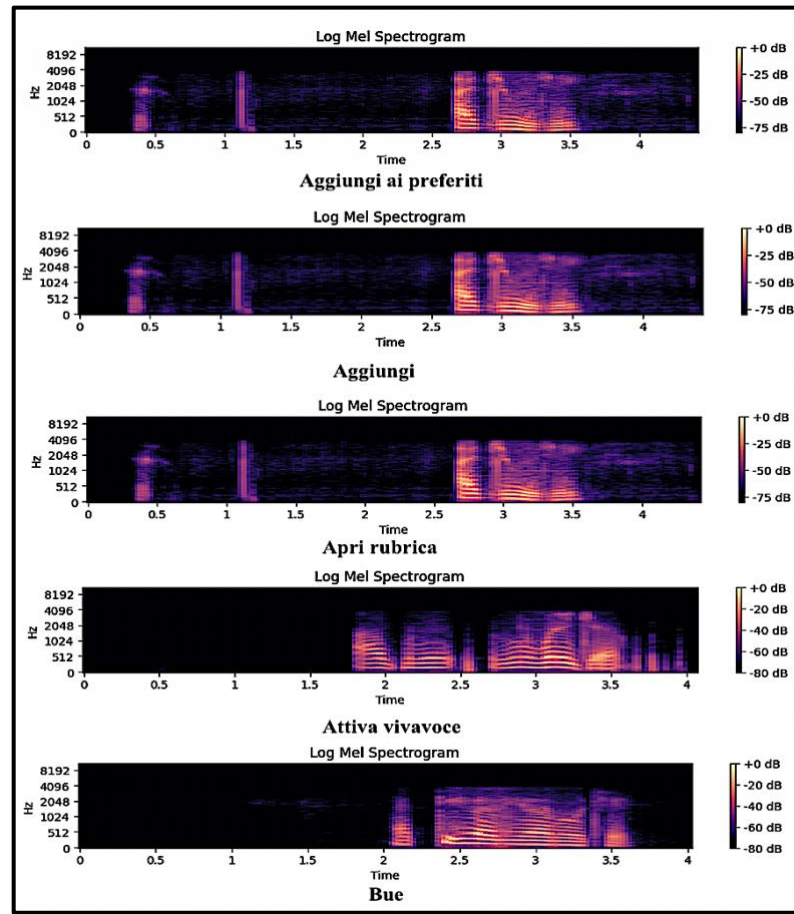 Log Mel Spectrogram
8192
4096
2048
1024
512
0
Hz
0 0.5 1 1.5 2 2.5 3 3.5 4
Time
+0 dB
-25 dB
-50 dB
-75 dB
Aggiungi ai preferiti
Log Mel Spectrogram
8192
4096
2048
1024
512
0
Hz
0 0.5 1 1.5 2 2.5 3 3.5 4
Time
+0 dB
-25 dB
-50 dB
-75 dB
Aggiungi
Log Mel Spectrogram
8192
4096
2048
1024
512
0
Hz
0 0.5 1 1.5 2 2.5 3 3.5 4
Time
+0 dB
-25 dB
-50 dB
-75 dB
Apri rubrica
Log Mel Spectrogram
8192
4096
2048
1024
512
0
Hz
0 0.5 1 1.5 2 2.5 3 3.5 4
Time
+0 dB
-20 dB
-40 dB
-60 dB
-80 dB
Attiva vivavoce
Log Mel Spectrogram
8192
4096
2048
1024
512
0
Hz
0 0.5 1 1.5 2 2.5 3 3.5 4
Time
+0 dB
-20 dB
-40 dB
-60 dB
-80 dB
Bue